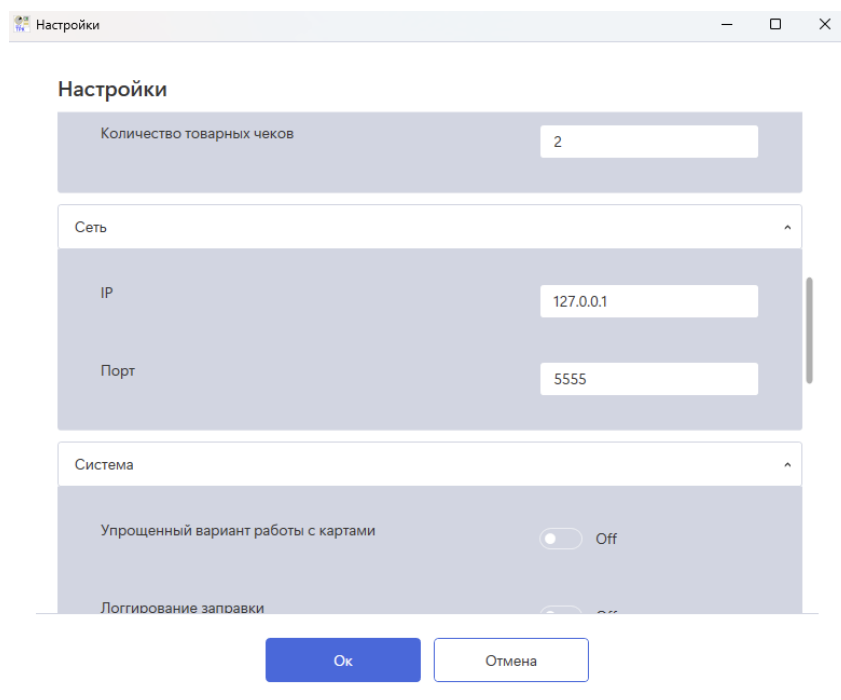 Настройки
Настройки
Количество товарных чеков
2
Сеть
IP
127.0.0.1
Порт
5555
Система
Упрощенный вариант работы с картами
Off
Логгирование заправки
Off
Ок
Отмена